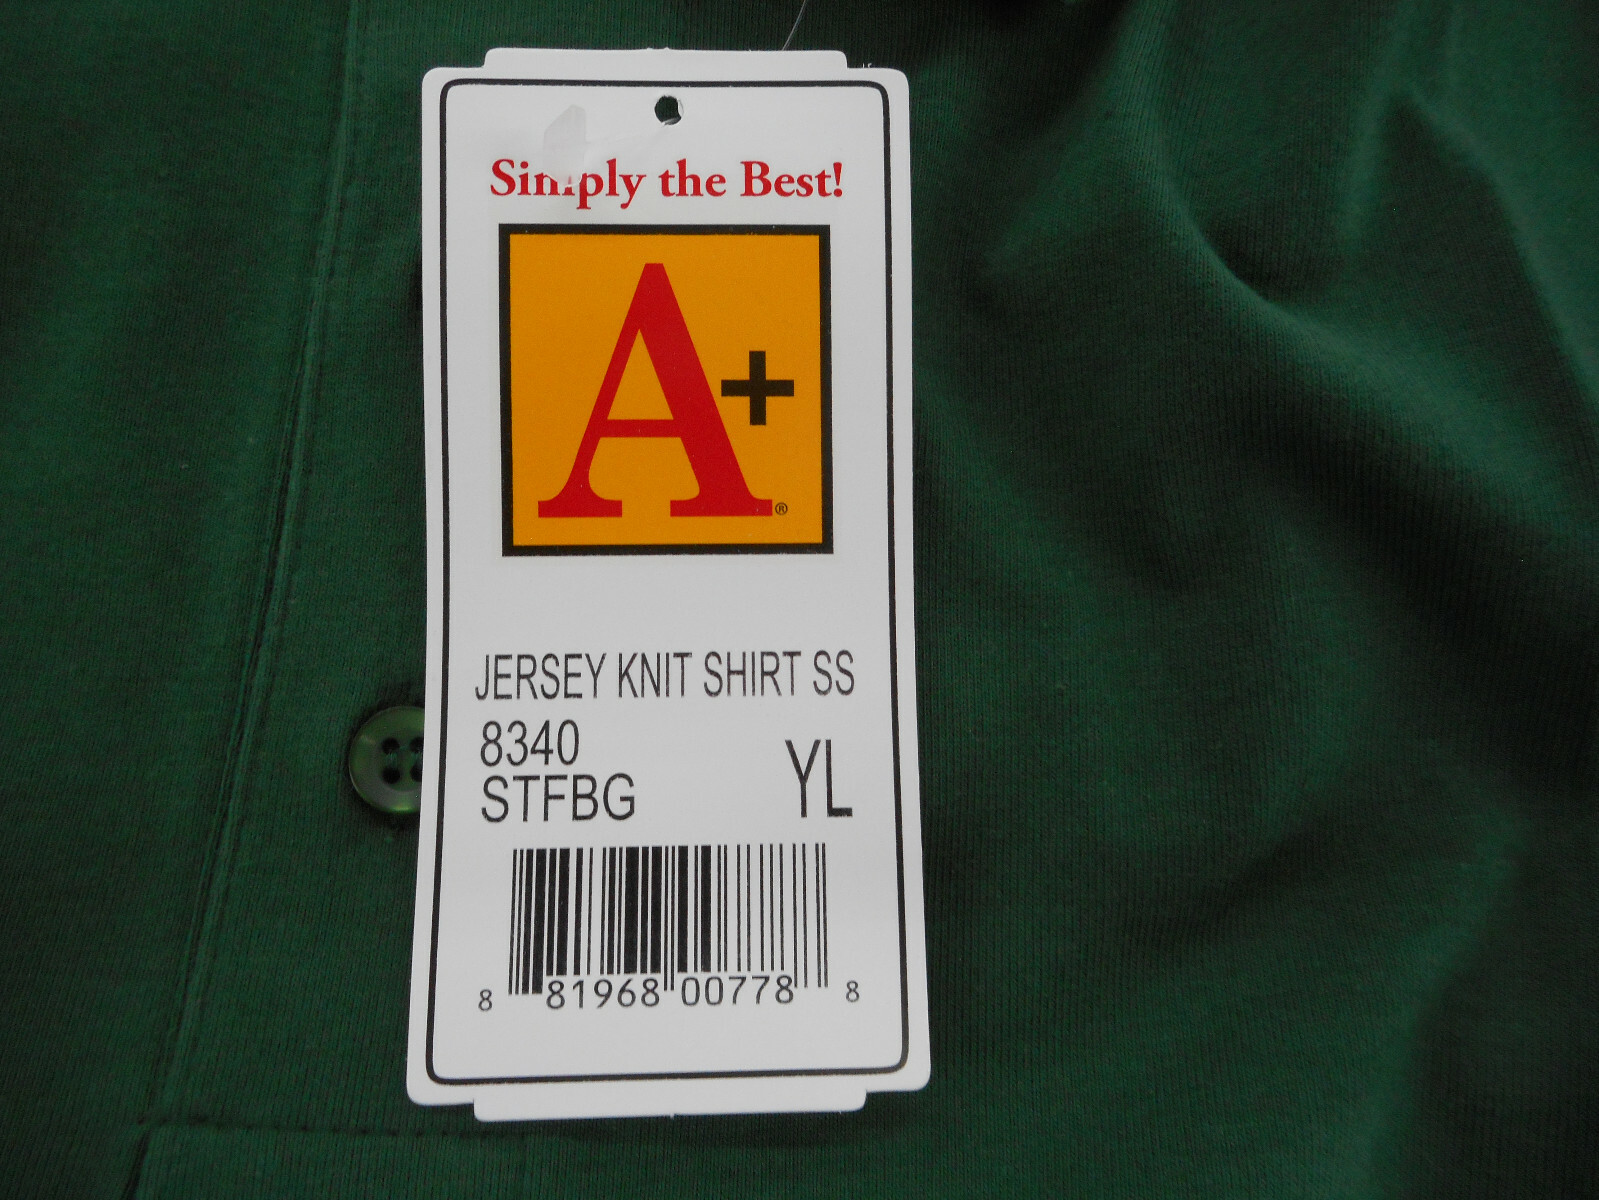 Simply the Best!
A+®
JERSEY KNIT SHIRT SS
8340
STFBG YL
8 81968 00778 8